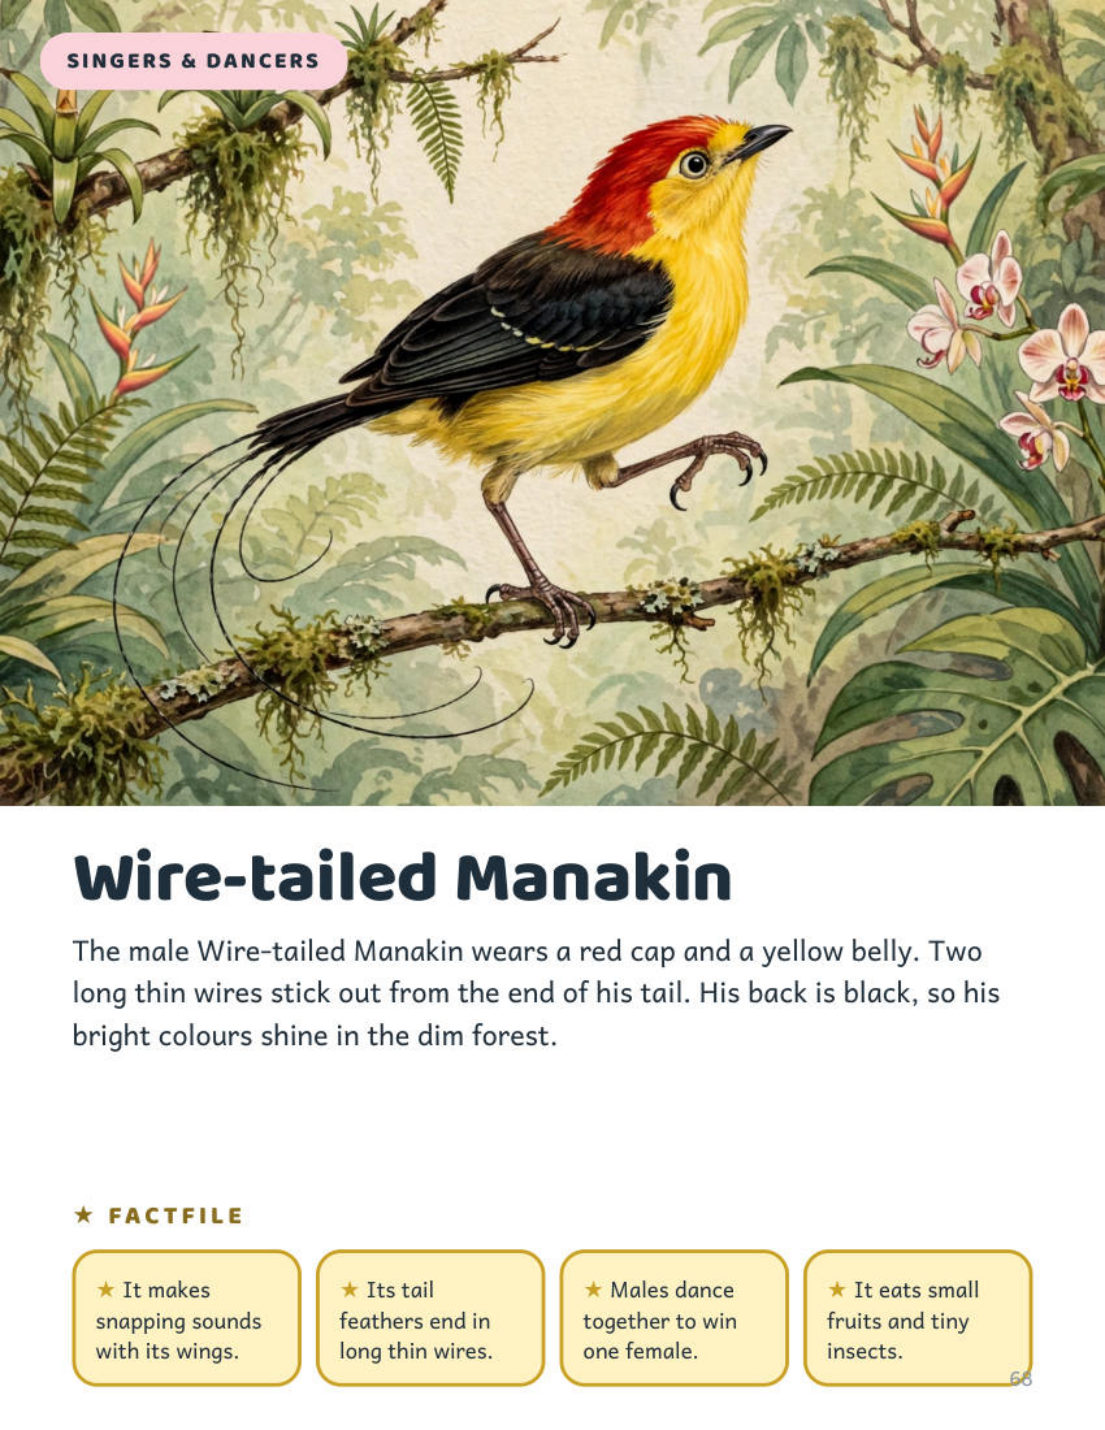 SINGERS & DANCERS
Wire-tailed Manakin
The male Wire-tailed Manakin wears a red cap and a yellow belly. Two
long thin wires stick out from the end of his tail. His back is black, so his
bright colours shine in the dim forest.
★ FACTFILE
★ It makes
snapping sounds
with its wings.
★ Its tail
feathers end in
long thin wires.
★ Males dance
together to win
one female.
★ It eats small
fruits and tiny
insects.
68